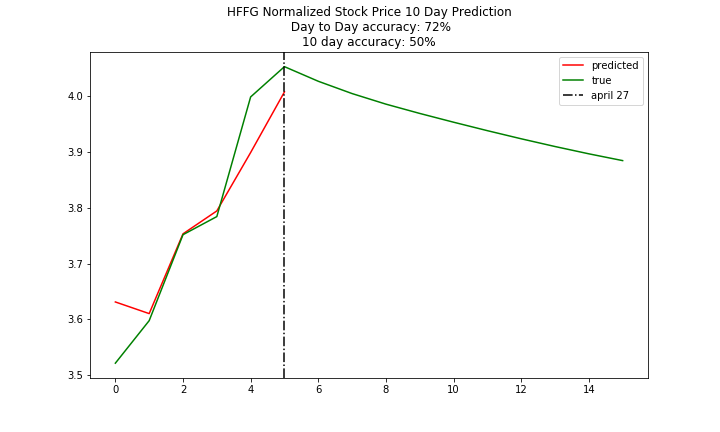 HFFG Normalized Stock Price 10 Day Prediction
Day to Day accuracy: 72%
10 day accuracy: 50%
predicted
true
april 27
4.0
3.9
3.8
3.7
3.6
3.5
0 2 4 6 8 10 12 14